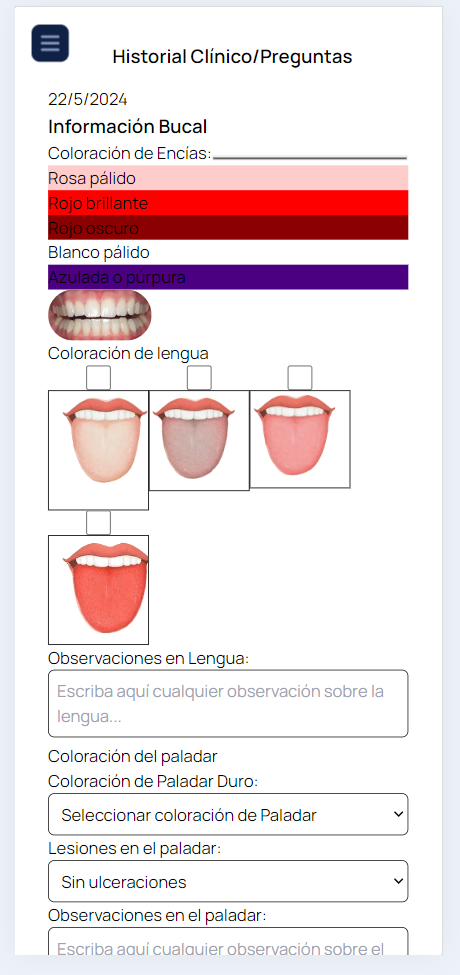 Historial Clínico/Preguntas
22/5/2024
Información Bucal
Coloración de Encías:
Rosa pálido
Rojo brillante
Rojo oscuro
Blanco pálido
Azulada o púrpura
Coloración de lengua
Observaciones en Lengua:
Escriba aquí cualquier observación sobre la
lengua...
Coloración del paladar
Coloración de Paladar Duro:
Seleccionar coloración de Paladar
Lesiones en el paladar:
Sin ulceraciones
Observaciones en el paladar:
Escriba aquí cualquier observación sobre el